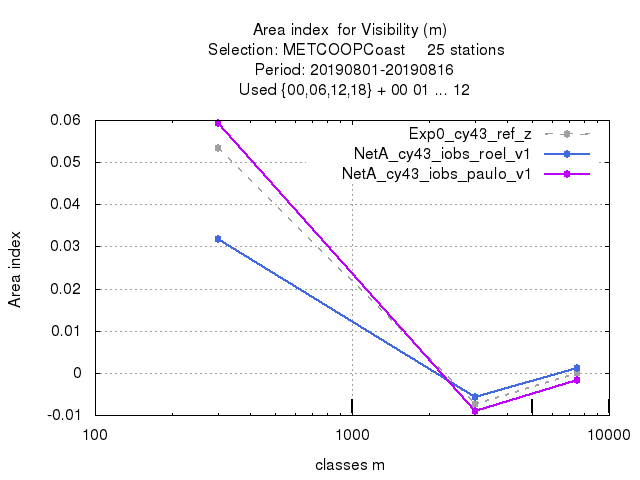 Area index  for Visibility (m)
Selection: METCOOPCoast     25 stations
Period: 20190801-20190816
Used {00,06,12,18} + 00 01 ... 12
Exp0_cy43_ref_z
NetA_cy43_iobs_roel_v1
NetA_cy43_iobs_paulo_v1
0.06
0.05
0.04
0.03
0.02
0.01
0
-0.01
Area index
100
1000
10000
classes m